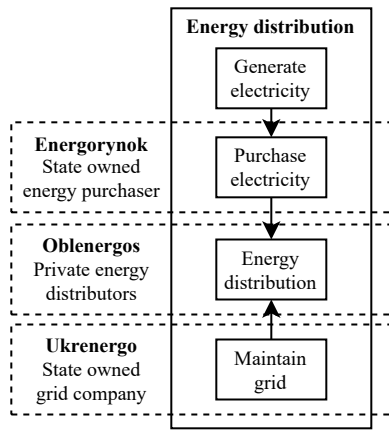 Energy distribution
Generate
electricity
Energorynok
State owned
energy purchaser
Purchase
electricity
Oblenergos
Private energy
distributors
Energy
distribution
Ukrenergo
State owned
grid company
Maintain
grid